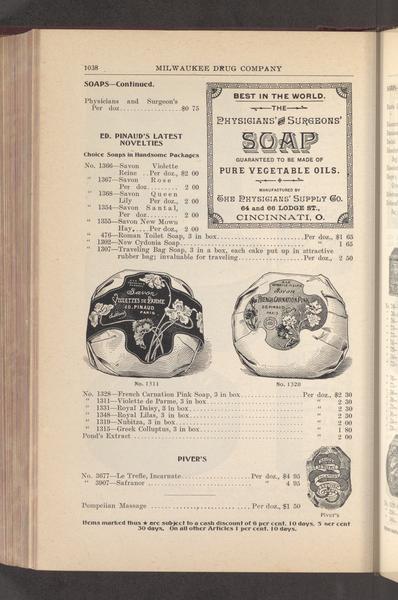 1038 MILWAUKEE DRUG COMPANY
SOAPS—Continued.
Physicians and Surgeon's
Per doz. $0 75
ED. PINAUD'S LATEST
NOVELTIES
Choice Soaps in Handsome Packages
No. 1366—Savon Violette
Reine .. Per doz., $2 00
" 1367—Savon Rose
Per doz. 2 00
" 1368—Savon Queen
Lily Per doz., 2 00
" 1354—Savon Santal,
Per doz. 2 00
" 1355—Savon New Mown
Hay, ... Per doz., 2 00
BEST IN THE WORLD.
THE
PHYSICIANS' AND SURGEONS'
SOAP
GUARANTEED TO BE MADE OF
PURE VEGETABLE OILS.
MANUFACTURED BY
THE PHYSICIANS' SUPPLY CO.
64 and 66 LODGE ST.,
CINCINNATI, O.
" 476—Roman Toilet Soap, 3 in box Per doz., $1 65
" 1302—New Cydonia Soap " 1 65
" 1307—Traveling Bag Soap, 3 in a box, each cake put up in attractive
rubber bag; invaluable for traveling Per doz., 2 50
Savon
VIOLETTES DE PARME
ED. PINAUD
PARIS
Savon
FRENCH CARNATION PINK
ED. PINAUD
PARIS
No. 1311
No. 1328
No. 1328—French Carnation Pink Soap, 3 in box Per doz., $2 30
" 1311—Violette de Parme, 3 in box " 2 30
" 1331—Royal Daisy, 3 in box " 2 30
" 1348—Royal Lilas, 3 in box " 2 30
" 1319—Nubitza, 3 in box " 2 00
" 1315—Greek Colluptus, 3 in box " 1 80
Pond's Extract " 2 00
PIVER'S
No. 3677—Le Trefle, Incarnate Per doz., $4 95
" 3907—Safranor " 4 95
Pompeian Massage Per doz., $1 50
Piver's
Items marked thus ★ are subject to a cash discount of 6 per cent. 10 days, 5 per cent
30 days. On all other Articles 1 per cent. 10 days.